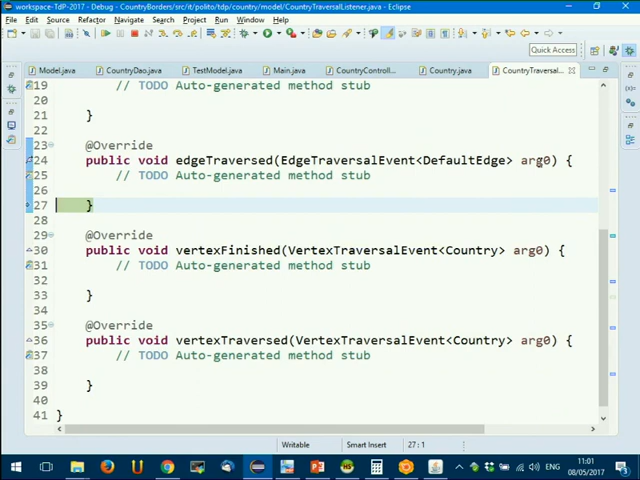 workspace-TdP-2017 - Debug - CountryBorders/src/it/polito/tdp/country/model/CountryTraversalListener.java - Eclipse
File Edit Source Refactor Navigate Search Project Run Window Help
Quick Access
Model.java CountryDao.java TestModel.java Main.java CountryControll... Country.java CountryTraversal...
19 // TODO Auto-generated method stub
20
21 }
22
23 @Override
24 public void edgeTraversed(EdgeTraversalEvent<DefaultEdge> arg0) {
25 // TODO Auto-generated method stub
26
27 }
28
29 @Override
30 public void vertexFinished(VertexTraversalEvent<Country> arg0) {
31 // TODO Auto-generated method stub
32
33 }
34
35 @Override
36 public void vertexTraversed(VertexTraversalEvent<Country> arg0) {
37 // TODO Auto-generated method stub
38
39 }
40
41 }
Writable Smart Insert 27 : 1
ENG 11:01
08/05/2017